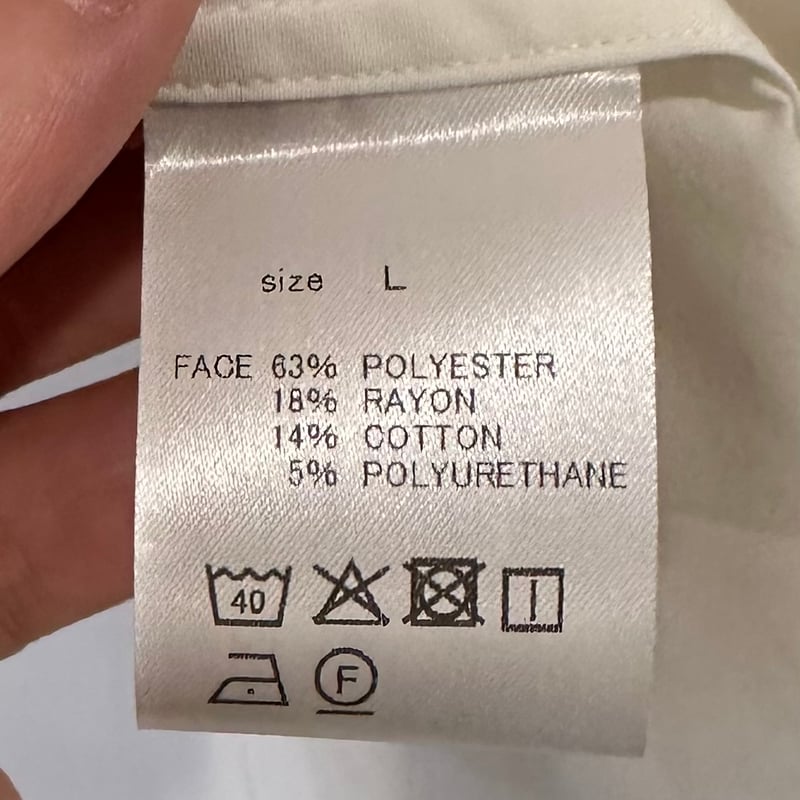 size L
FACE 63% POLYESTER
18% RAYON
14% COTTON
5% POLYURETHANE
40
F